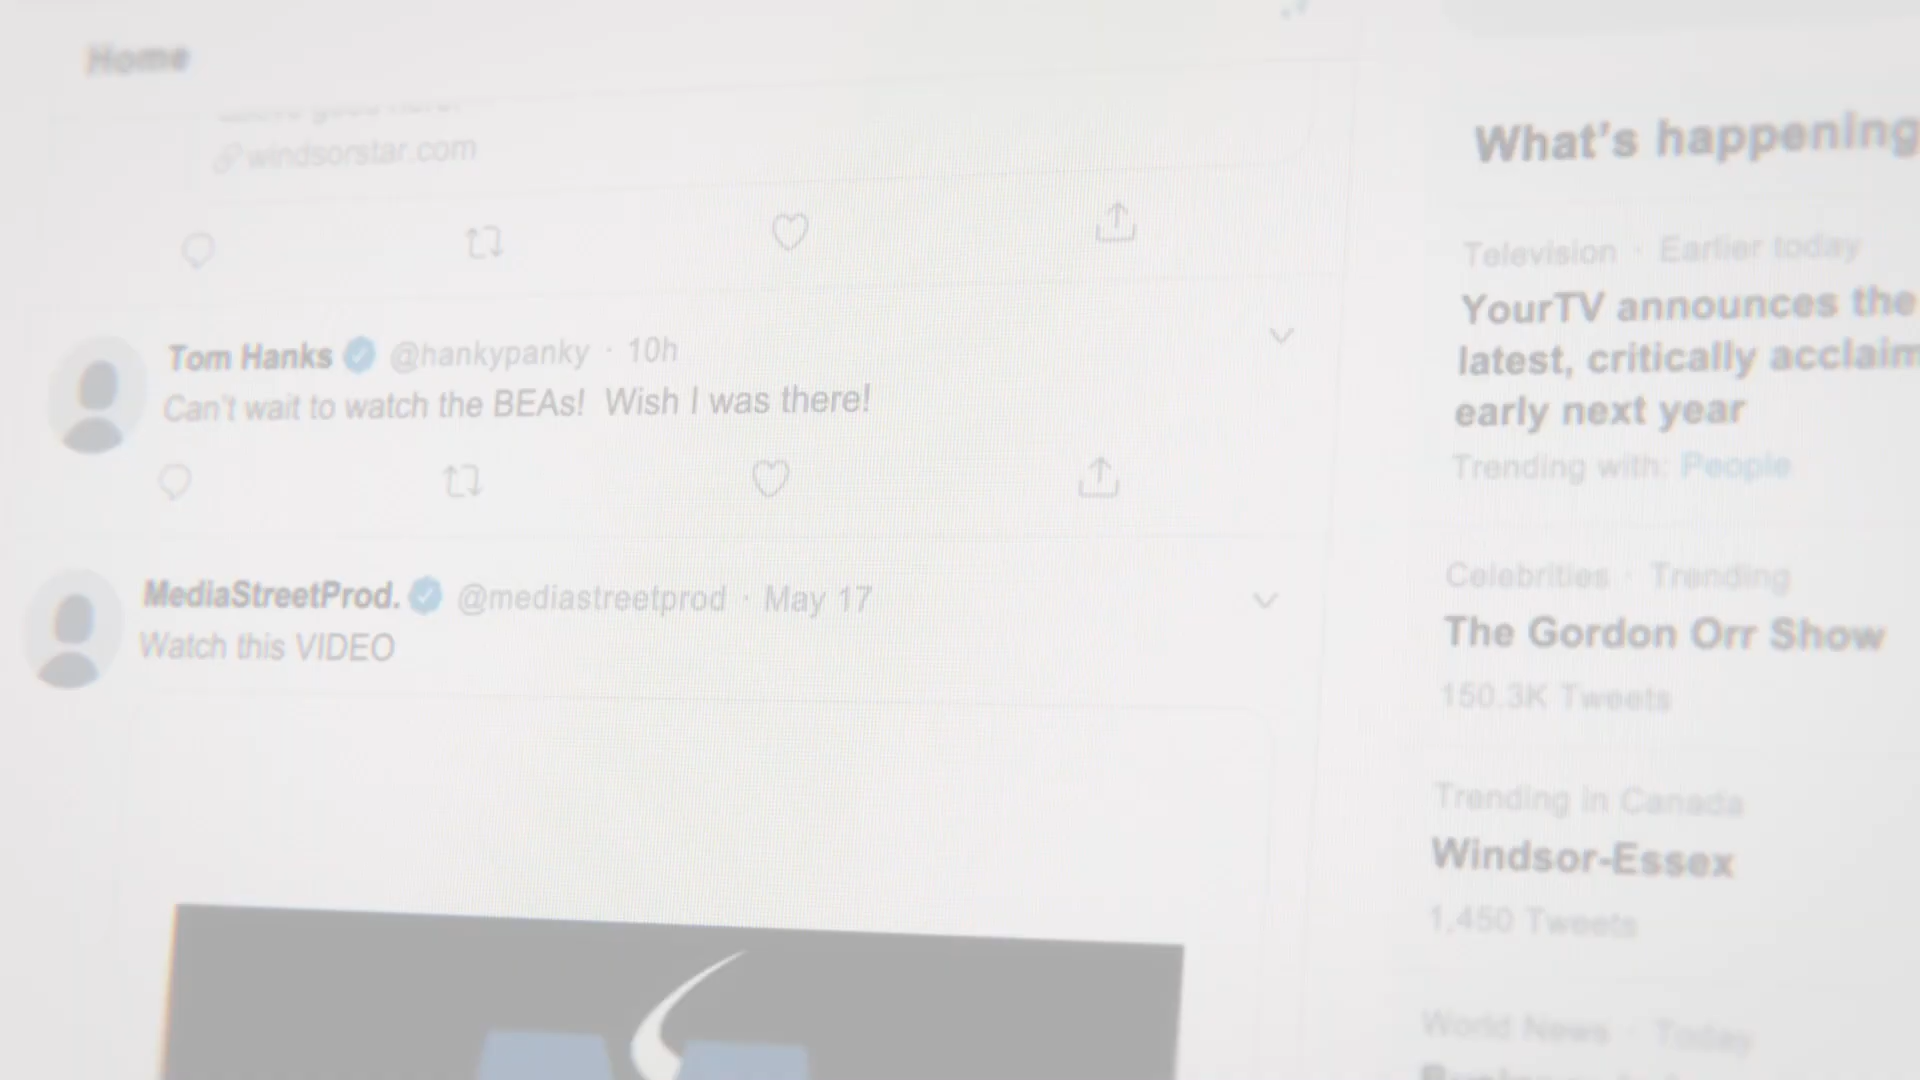 Home
windsorstar.com
Tom Hanks @hankypanky · 10h
Can't wait to watch the BEAs! Wish I was there!
MediaStreetProd. @mediastreetprod · May 17
Watch this VIDEO
What's happening
Television · Earlier today
YourTV announces the
latest, critically acclaim
early next year
Trending with: People
Celebrities · Trending
The Gordon Orr Show
150.3K Tweets
Trending in Canada
Windsor-Essex
1,450 Tweets
World News · Today